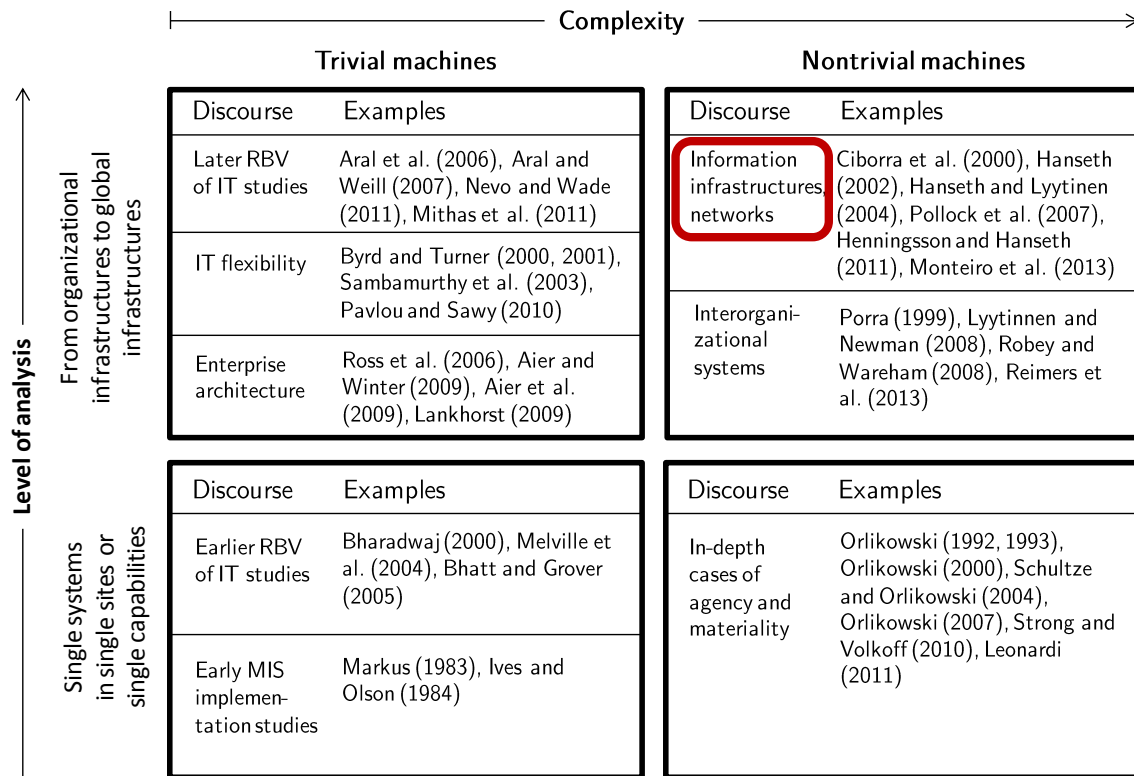 Complexity
Trivial machines
Nontrivial machines
Level of analysis
From organizational
infrastructures to global
infrastructures
Discourse Examples
Later RBV
of IT studies
Aral et al. (2006), Aral and
Weill (2007), Nevo and Wade
(2011), Mithas et al. (2011)
IT flexibility
Byrd and Turner (2000, 2001),
Sambamurthy et al. (2003),
Pavlou and Sawy (2010)
Enterprise
architecture
Ross et al. (2006), Aier and
Winter (2009), Aier et al.
(2009), Lankhorst (2009)
Discourse Examples
Information
infrastructures,
networks
Ciborra et al. (2000), Hanseth
(2002), Hanseth and Lyytinen
(2004), Pollock et al. (2007),
Henningsson and Hanseth
(2011), Monteiro et al. (2013)
Interorgani-
zational
systems
Porra (1999), Lyytinnen and
Newman (2008), Robey and
Wareham (2008), Reimers et
al. (2013)
Single systems
in single sites or
single capabilities
Discourse Examples
Earlier RBV
of IT studies
Bharadwaj (2000), Melville et
al. (2004), Bhatt and Grover
(2005)
Early MIS
implemen-
tation studies
Markus (1983), Ives and
Olson (1984)
Discourse Examples
In-depth
cases of
agency and
materiality
Orlikowski (1992, 1993),
Orlikowski (2000), Schultze
and Orlikowski (2004),
Orlikowski (2007), Strong and
Volkoff (2010), Leonardi
(2011)